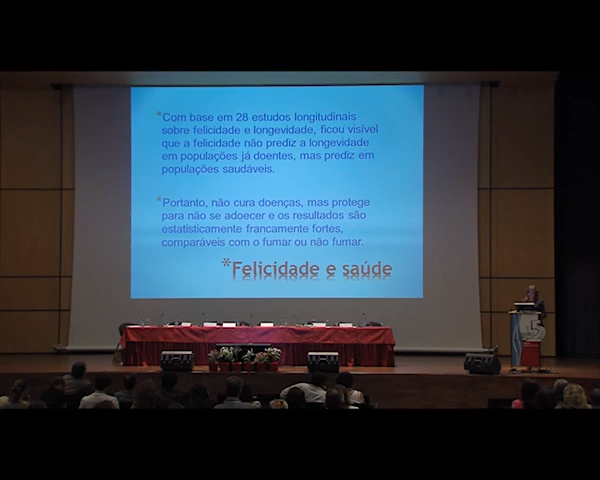 *Com base em 28 estudos longitudinais
sobre felicidade e longevidade, ficou visível
que a felicidade não prediz a longevidade
em populações já doentes, mas prediz em
populações saudáveis.
*Portanto, não cura doenças, mas protege
para não se adoecer e os resultados são
estatisticamente francamente fortes,
comparáveis com o fumar ou não fumar.
*Felicidade e saúde
5